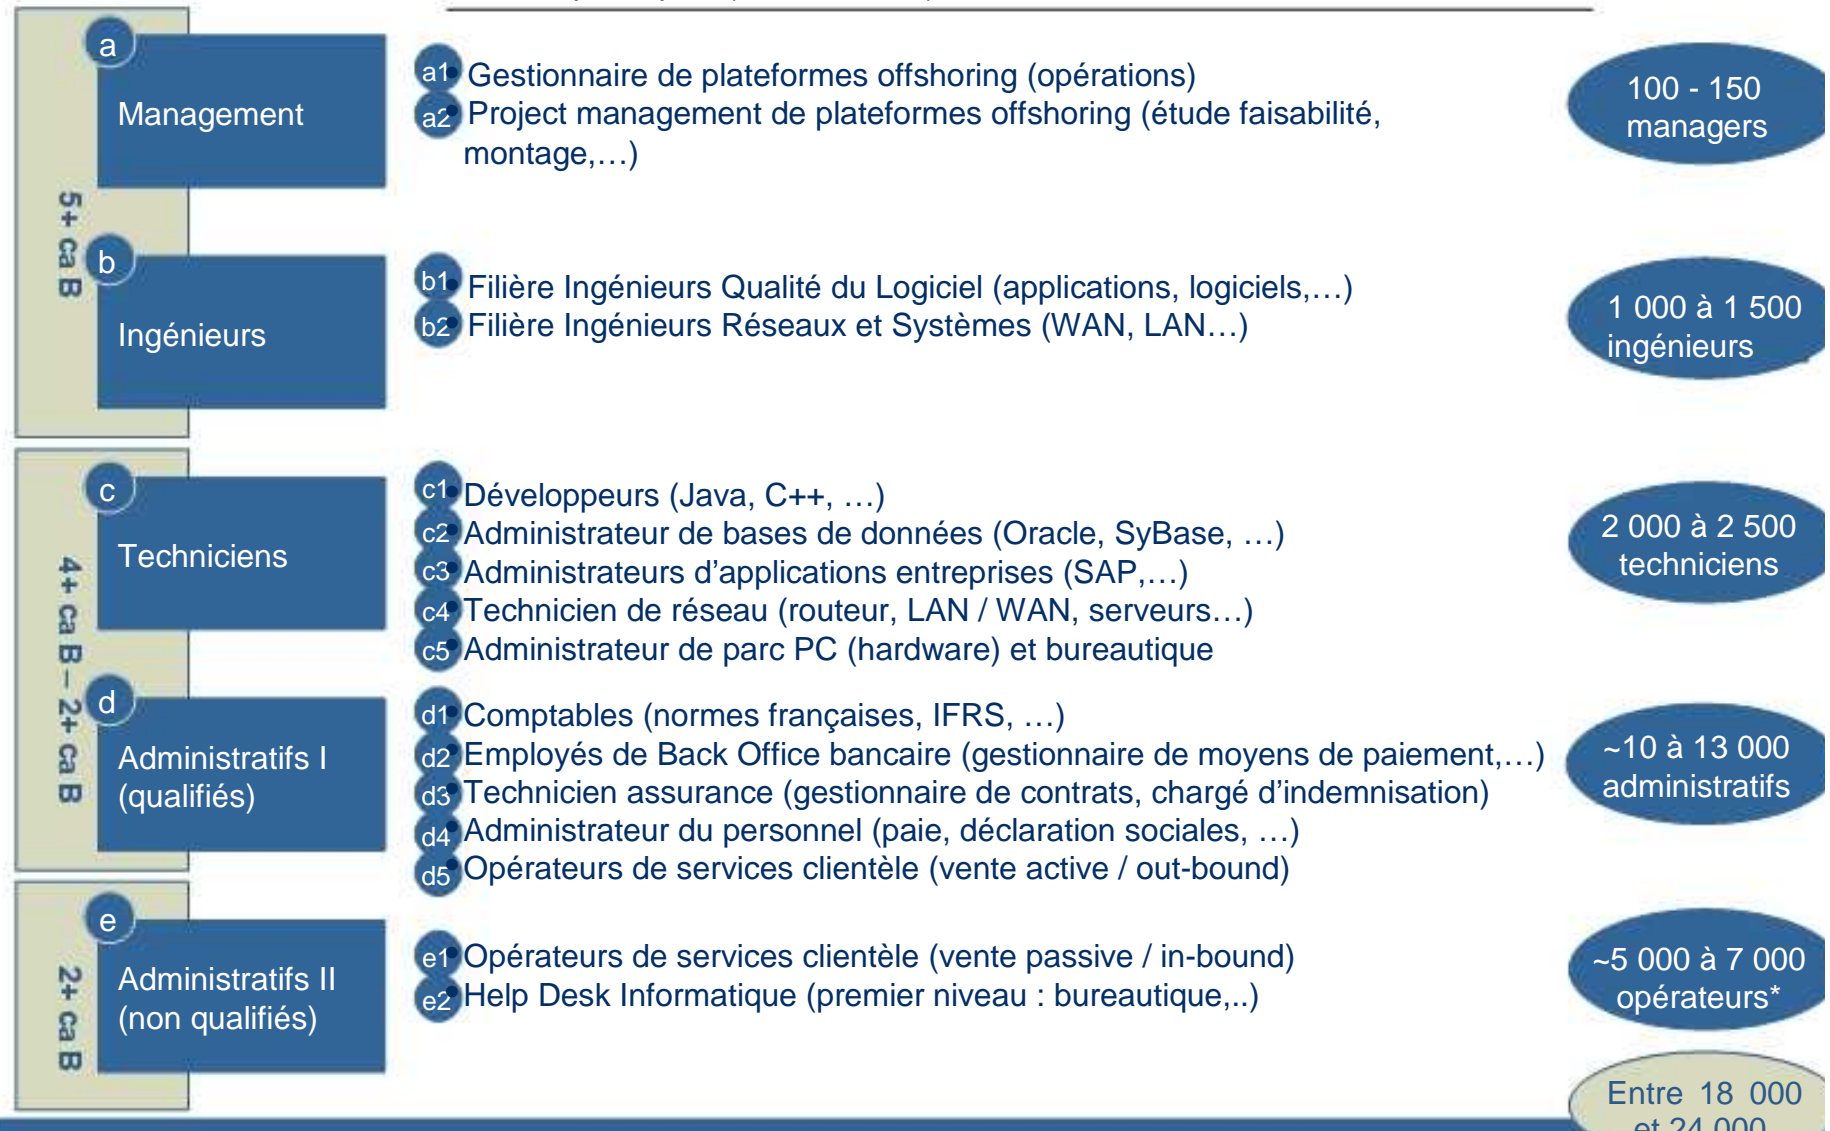 a
Management
a1 • Gestionnaire de plateformes offshoring (opérations)
a2 • Project management de plateformes offshoring (étude faisabilité,
montage,…)
100 - 150
managers
5+ ca B
b
Ingénieurs
b1 • Filière Ingénieurs Qualité du Logiciel (applications, logiciels,…)
b2 • Filière Ingénieurs Réseaux et Systèmes (WAN, LAN…)
1 000 à 1 500
ingénieurs
c
Techniciens
c1 • Développeurs (Java, C++, …)
c2 • Administrateur de bases de données (Oracle, SyBase, …)
c3 • Administrateurs d’applications entreprises (SAP,…)
c4 • Technicien de réseau (routeur, LAN / WAN, serveurs…)
c5 • Administrateur de parc PC (hardware) et bureautique
2 000 à 2 500
techniciens
4+ ca B – 2+ ca B
d
Administratifs I
(qualifiés)
d1 • Comptables (normes françaises, IFRS, …)
d2 • Employés de Back Office bancaire (gestionnaire de moyens de paiement,…)
d3 • Technicien assurance (gestionnaire de contrats, chargé d’indemnisation)
d4 • Administrateur du personnel (paie, déclaration sociales, …)
d5 • Opérateurs de services clientèle (vente active / out-bound)
~10 à 13 000
administratifs
e
Administratifs II
(non qualifiés)
e1 • Opérateurs de services clientèle (vente passive / in-bound)
e2 • Help Desk Informatique (premier niveau : bureautique,..)
~5 000 à 7 000
opérateurs*
2+ ca B
Entre 18 000
et 24 000